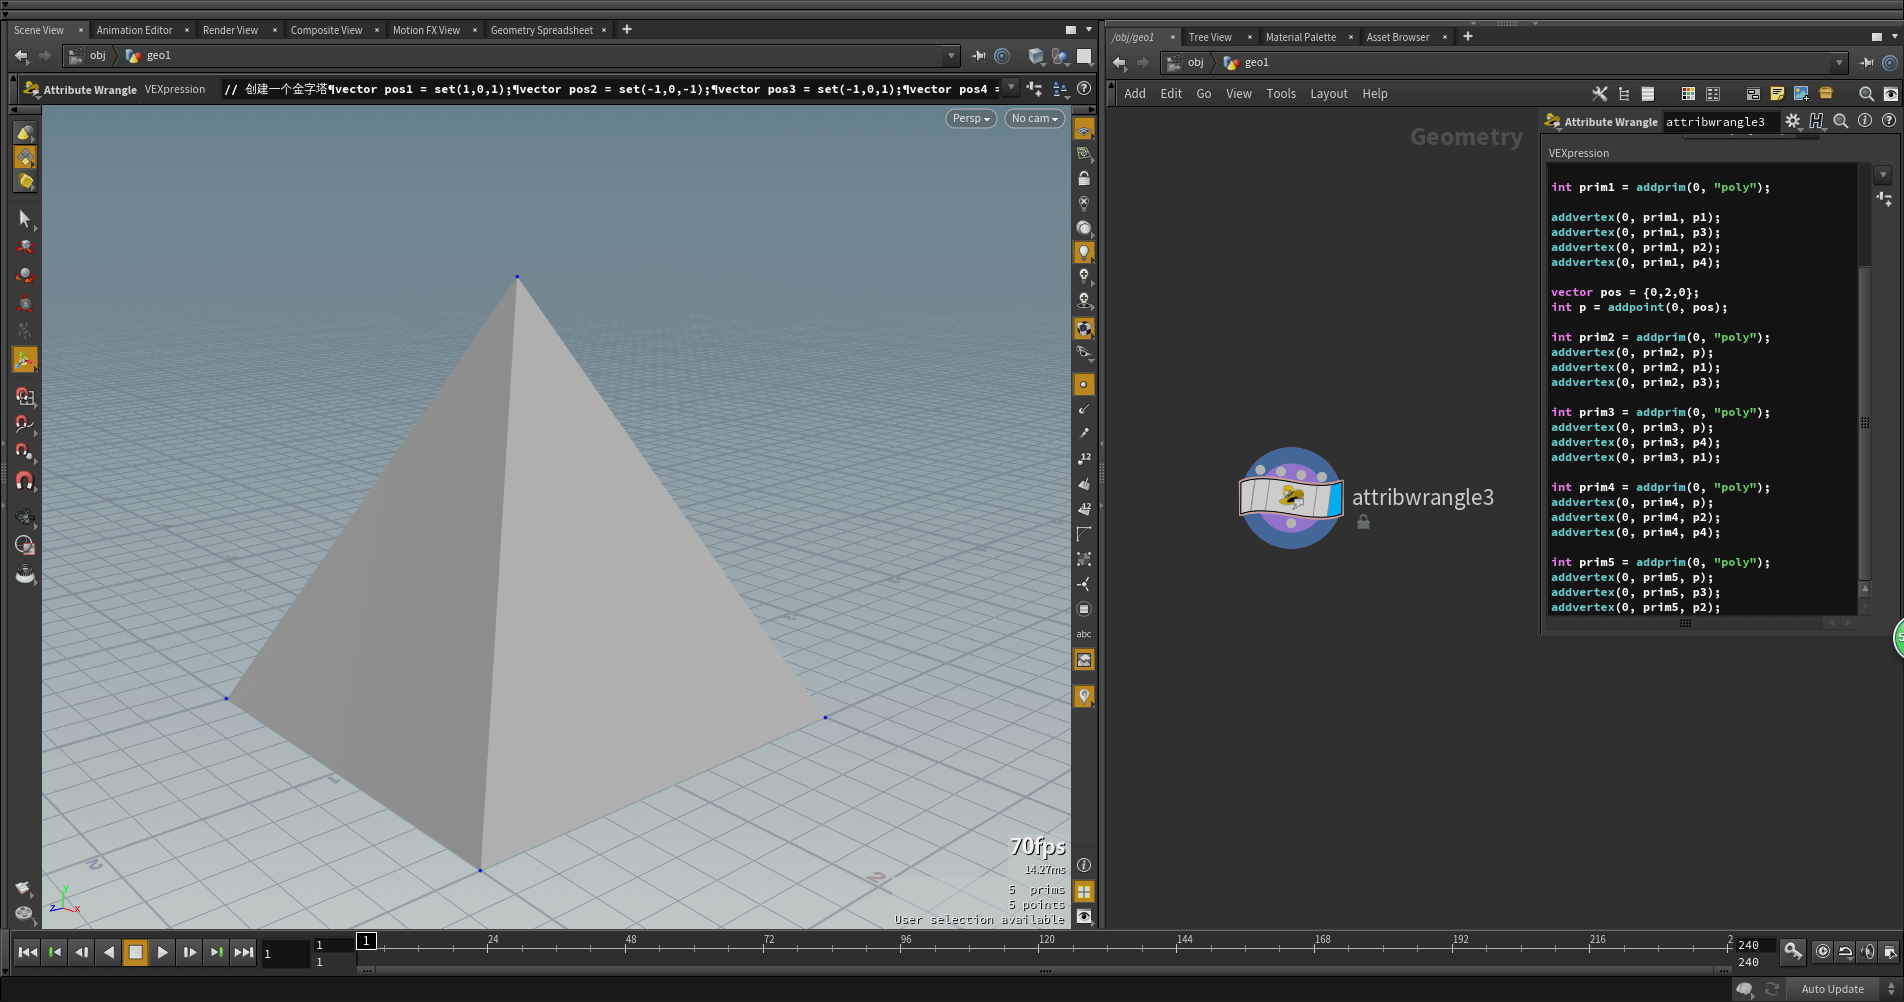 Scene View × Animation Editor × Render View × Composite View × Motion FX View × Geometry Spreadsheet × +
obj geo1
Attribute Wrangle VEXpression // 创建一个金字塔¶vector pos1 = set(1,0,1);¶vector pos2 = set(-1,0,-1);¶vector pos3 = set(-1,0,1);¶vector pos4 =
Persp No cam
12
12
abc
2
2
70fps
14.27ms
5 prims
5 points
User selection available
y
z x
/obj/geo1 × Tree View × Material Palette × Asset Browser × +
obj geo1
Add Edit Go View Tools Layout Help
Geometry
Attribute Wrangle attribwrangle3
VEXpression
int prim1 = addprim(0, "poly");
addvertex(0, prim1, p1);
addvertex(0, prim1, p3);
addvertex(0, prim1, p2);
addvertex(0, prim1, p4);
vector pos = {0,2,0};
int p = addpoint(0, pos);
int prim2 = addprim(0, "poly");
addvertex(0, prim2, p);
addvertex(0, prim2, p1);
addvertex(0, prim2, p3);
int prim3 = addprim(0, "poly");
addvertex(0, prim3, p);
addvertex(0, prim3, p4);
addvertex(0, prim3, p1);
int prim4 = addprim(0, "poly");
addvertex(0, prim4, p);
addvertex(0, prim4, p2);
addvertex(0, prim4, p4);
int prim5 = addprim(0, "poly");
addvertex(0, prim5, p);
addvertex(0, prim5, p3);
addvertex(0, prim5, p2);
attribwrangle3
1 1 1 24 48 72 96 120 144 168 192 216 2 240
1 240
Auto Update